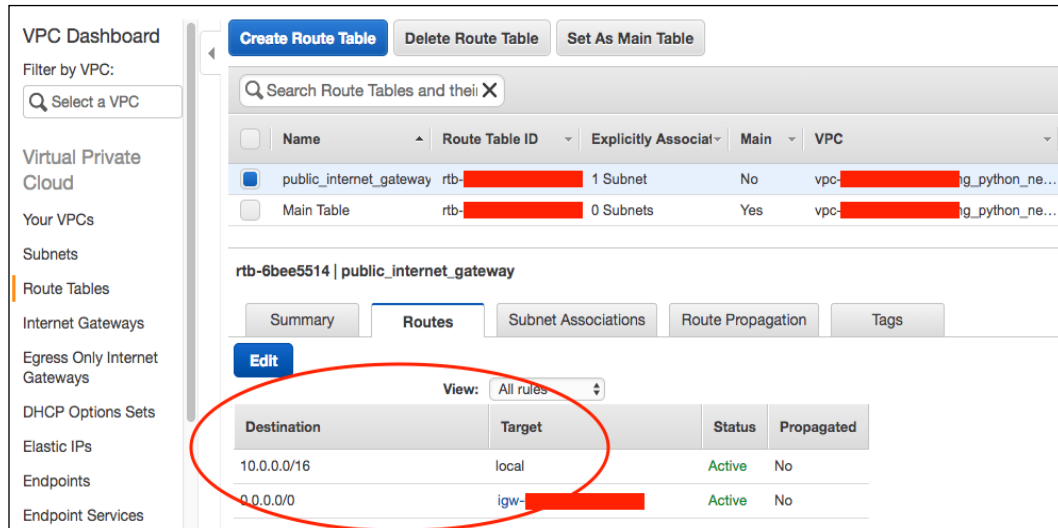 VPC Dashboard
Filter by VPC:
Select a VPC
Virtual Private
Cloud
Your VPCs
Subnets
Route Tables
Internet Gateways
Egress Only Internet
Gateways
DHCP Options Sets
Elastic IPs
Endpoints
Endpoint Services
Create Route Table Delete Route Table Set As Main Table
Search Route Tables and thei X
Name Route Table ID Explicitly Associat Main VPC
public_internet_gateway rtb- 1 Subnet No vpc- g_python_ne...
Main Table rtb- 0 Subnets Yes vpc- g_python_ne...
rtb-6bee5514 | public_internet_gateway
Summary Routes Subnet Associations Route Propagation Tags
Edit
View: All rules
Destination Target Status Propagated
10.0.0.0/16 local Active No
0.0.0.0/0 igw- Active No